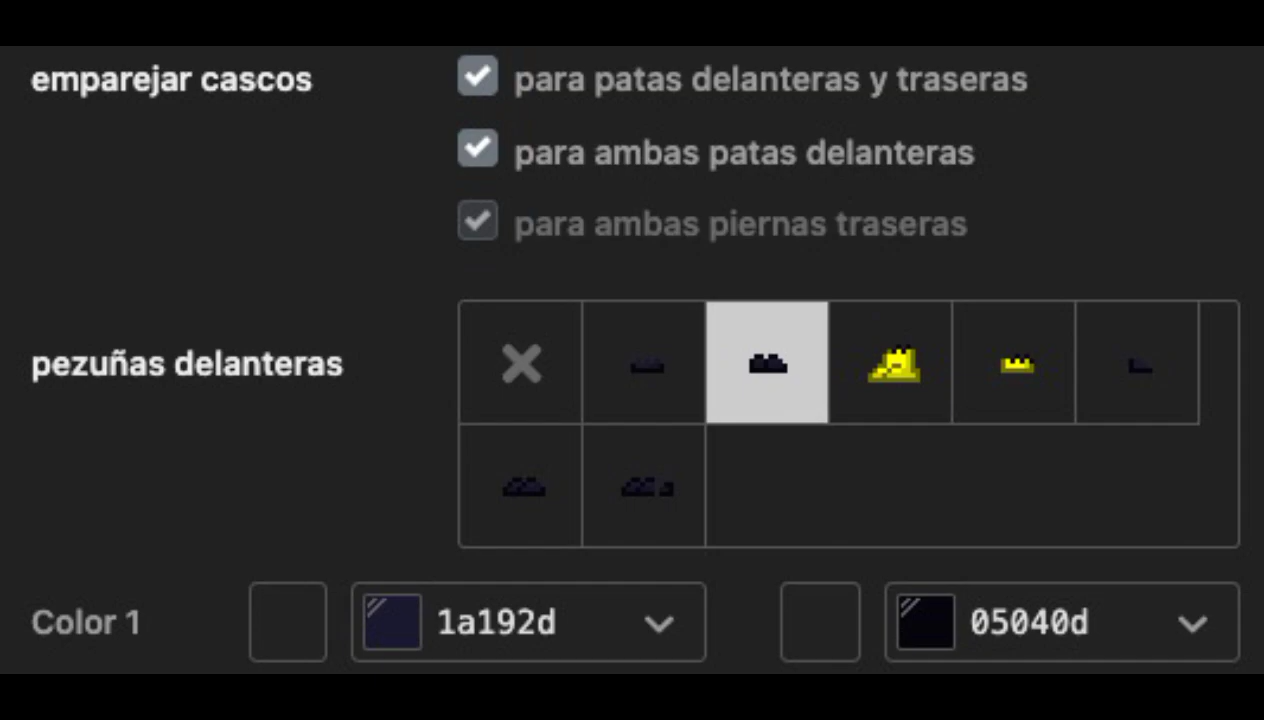 emparejar cascos
para patas delanteras y traseras
para ambas patas delanteras
para ambas piernas traseras
pezuñas delanteras
Color 1 1a192d 05040d